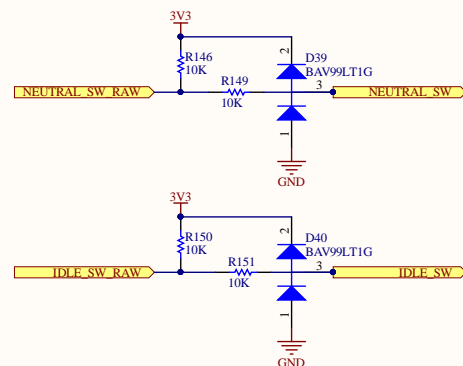 3V3
2
R146
10K
D39
BAV99LT1G
R149
10K
NEUTRAL_SW_RAW
3
NEUTRAL_SW
1
GND
3V3
2
R150
10K
D40
BAV99LT1G
R151
10K
IDLE_SW_RAW
3
IDLE_SW
1
GND